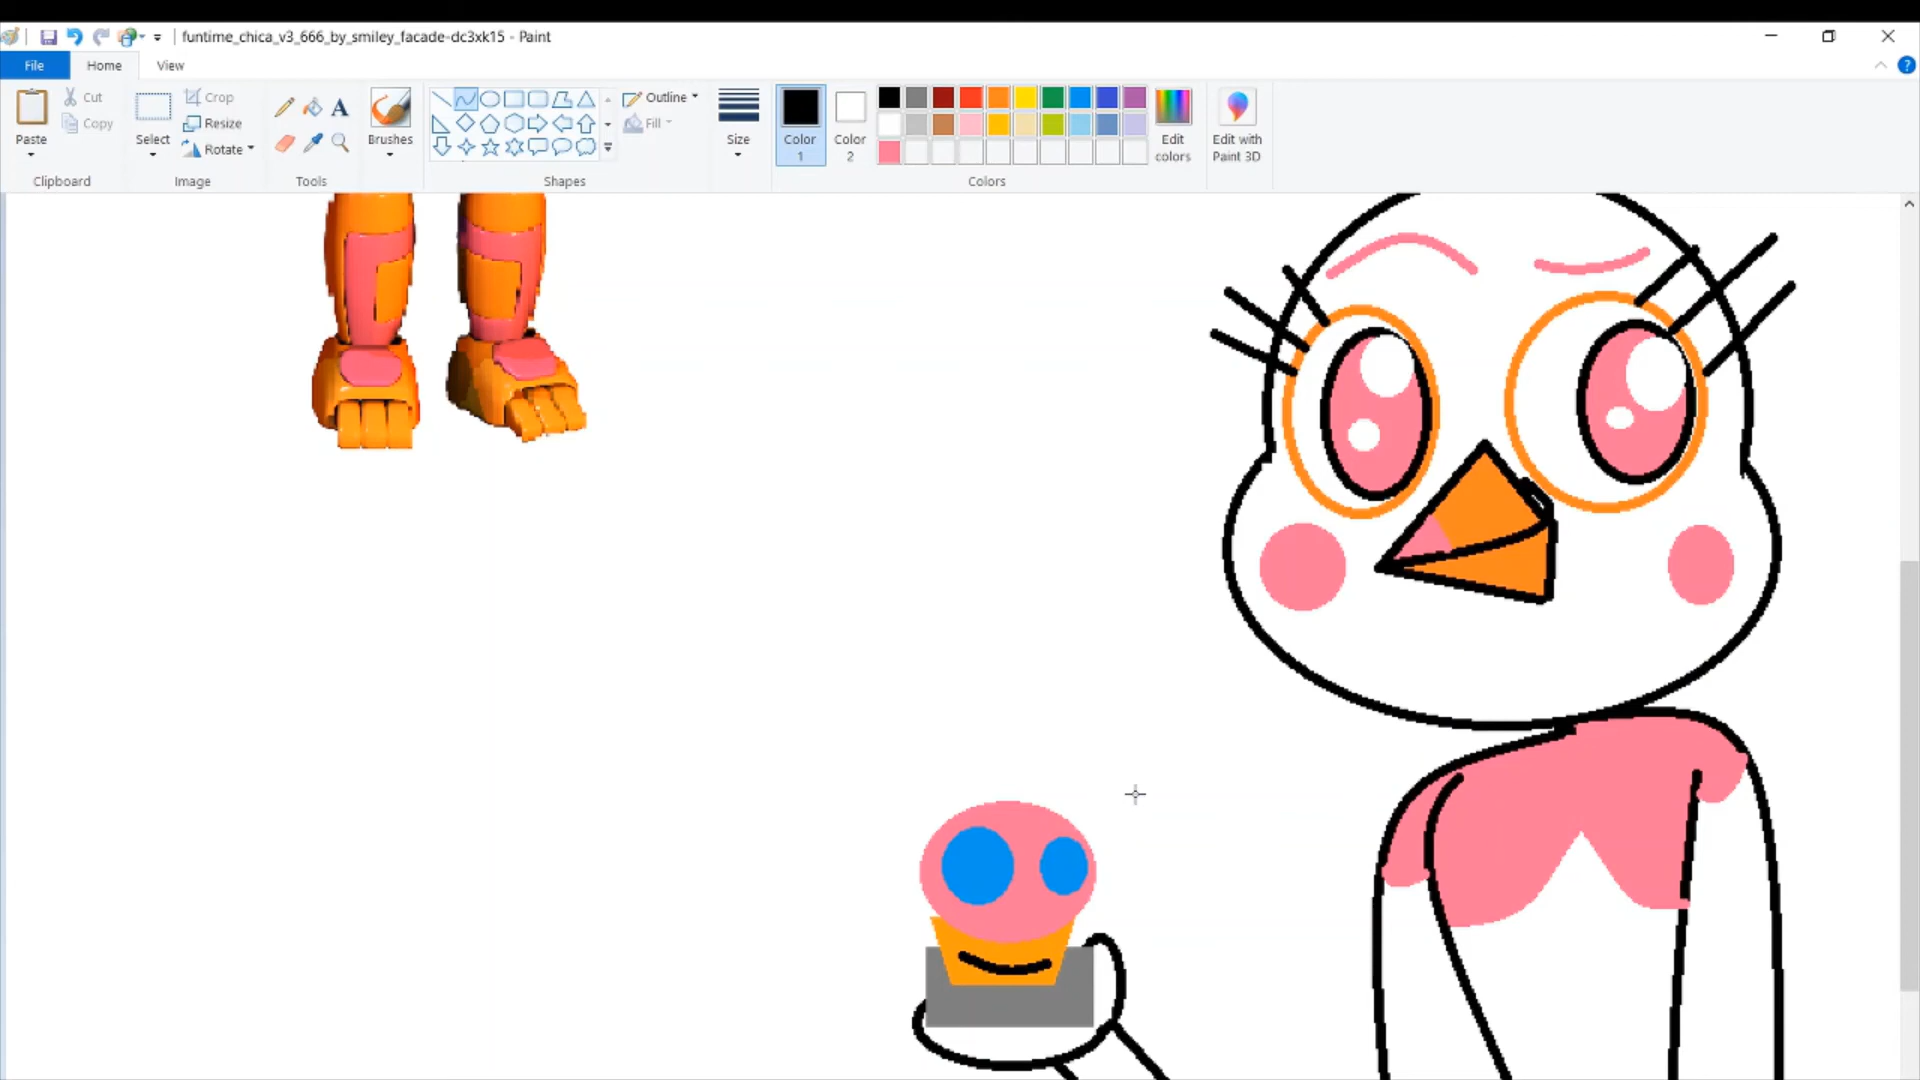 funtime_chica_v3_666_by_smiley_facade-dc3xk15 - Paint
File Home View
Paste
Cut
Copy
Clipboard
Select
Crop
Resize
Rotate
Image
A
Tools
Brushes
Shapes
Outline
Fill
Size
Color 1
Color 2
Colors
Edit colors
Edit with Paint 3D
?